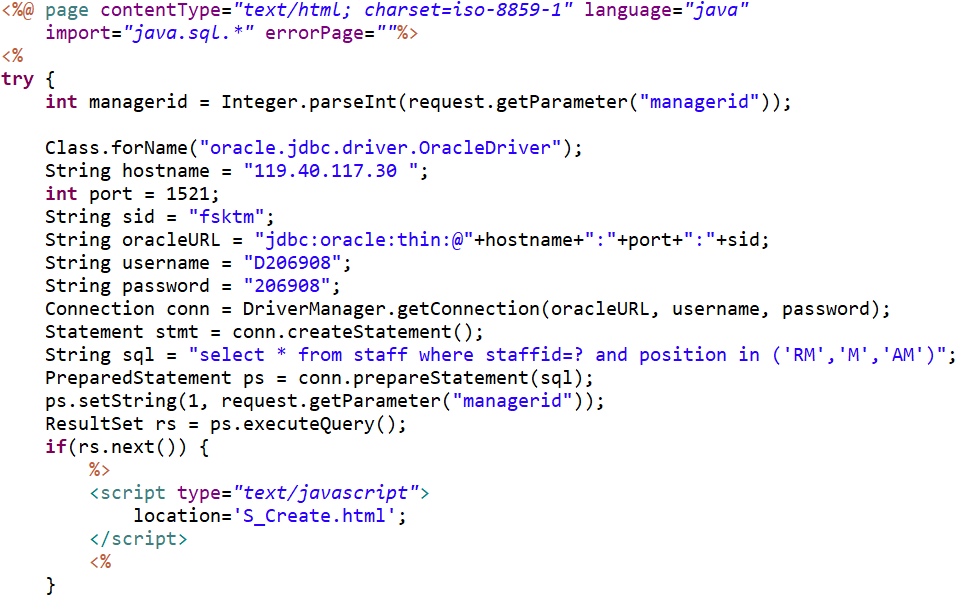 <%@ page contentType="text/html; charset=iso-8859-1" language="java"
import="java.sql.*" errorPage=""%>
<%
try {
int managerid = Integer.parseInt(request.getParameter("managerid"));
Class.forName("oracle.jdbc.driver.OracleDriver");
String hostname = "119.40.117.30 ";
int port = 1521;
String sid = "fsktm";
String oracleURL = "jdbc:oracle:thin:@"+hostname+":"+port+":"+sid;
String username = "D206908";
String password = "206908";
Connection conn = DriverManager.getConnection(oracleURL, username, password);
Statement stmt = conn.createStatement();
String sql = "select * from staff where staffid=? and position in ('RM','M','AM')";
PreparedStatement ps = conn.prepareStatement(sql);
ps.setString(1, request.getParameter("managerid"));
ResultSet rs = ps.executeQuery();
if(rs.next()) {
%>
<script type="text/javascript">
location='S_Create.html';
</script>
<%
}